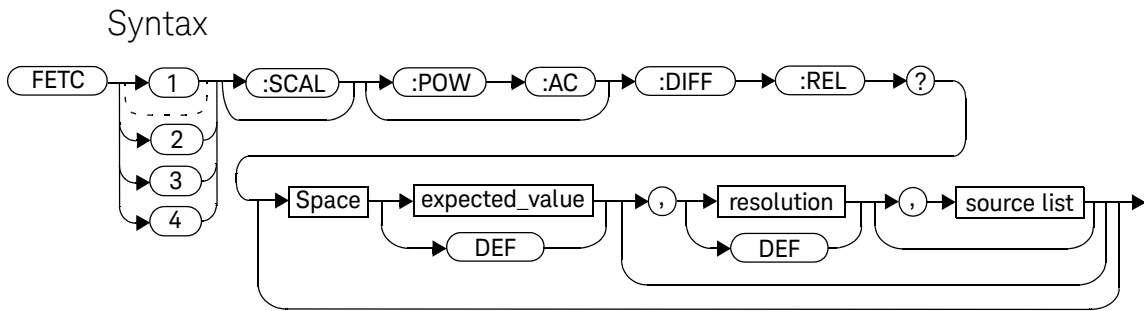 Syntax
FETC 1 :SCAL :POW :AC :DIFF :REL ?
2
3
4
Space expected_value , resolution , source list
DEF DEF